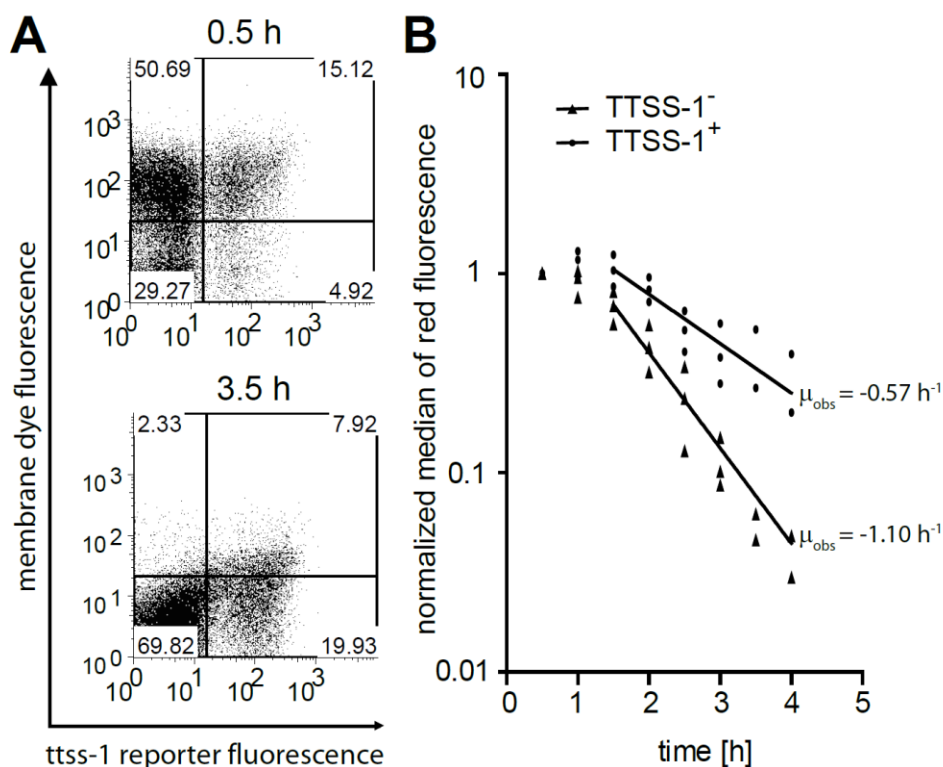 A
0.5 h
50.69 15.12
10³
10²
10¹
10⁰
29.27 4.92
10⁰ 10¹ 10² 10³
3.5 h
2.33 7.92
10³
10²
10¹
10⁰
69.82 19.93
10⁰ 10¹ 10² 10³
membrane dye fluorescence
ttss-1 reporter fluorescence
B
10
1
0.1
0.01
TTSS-1⁻
TTSS-1⁺
μobs = -0.57 h⁻¹
μobs = -1.10 h⁻¹
0 1 2 3 4 5
time [h]
normalized median of red fluorescence